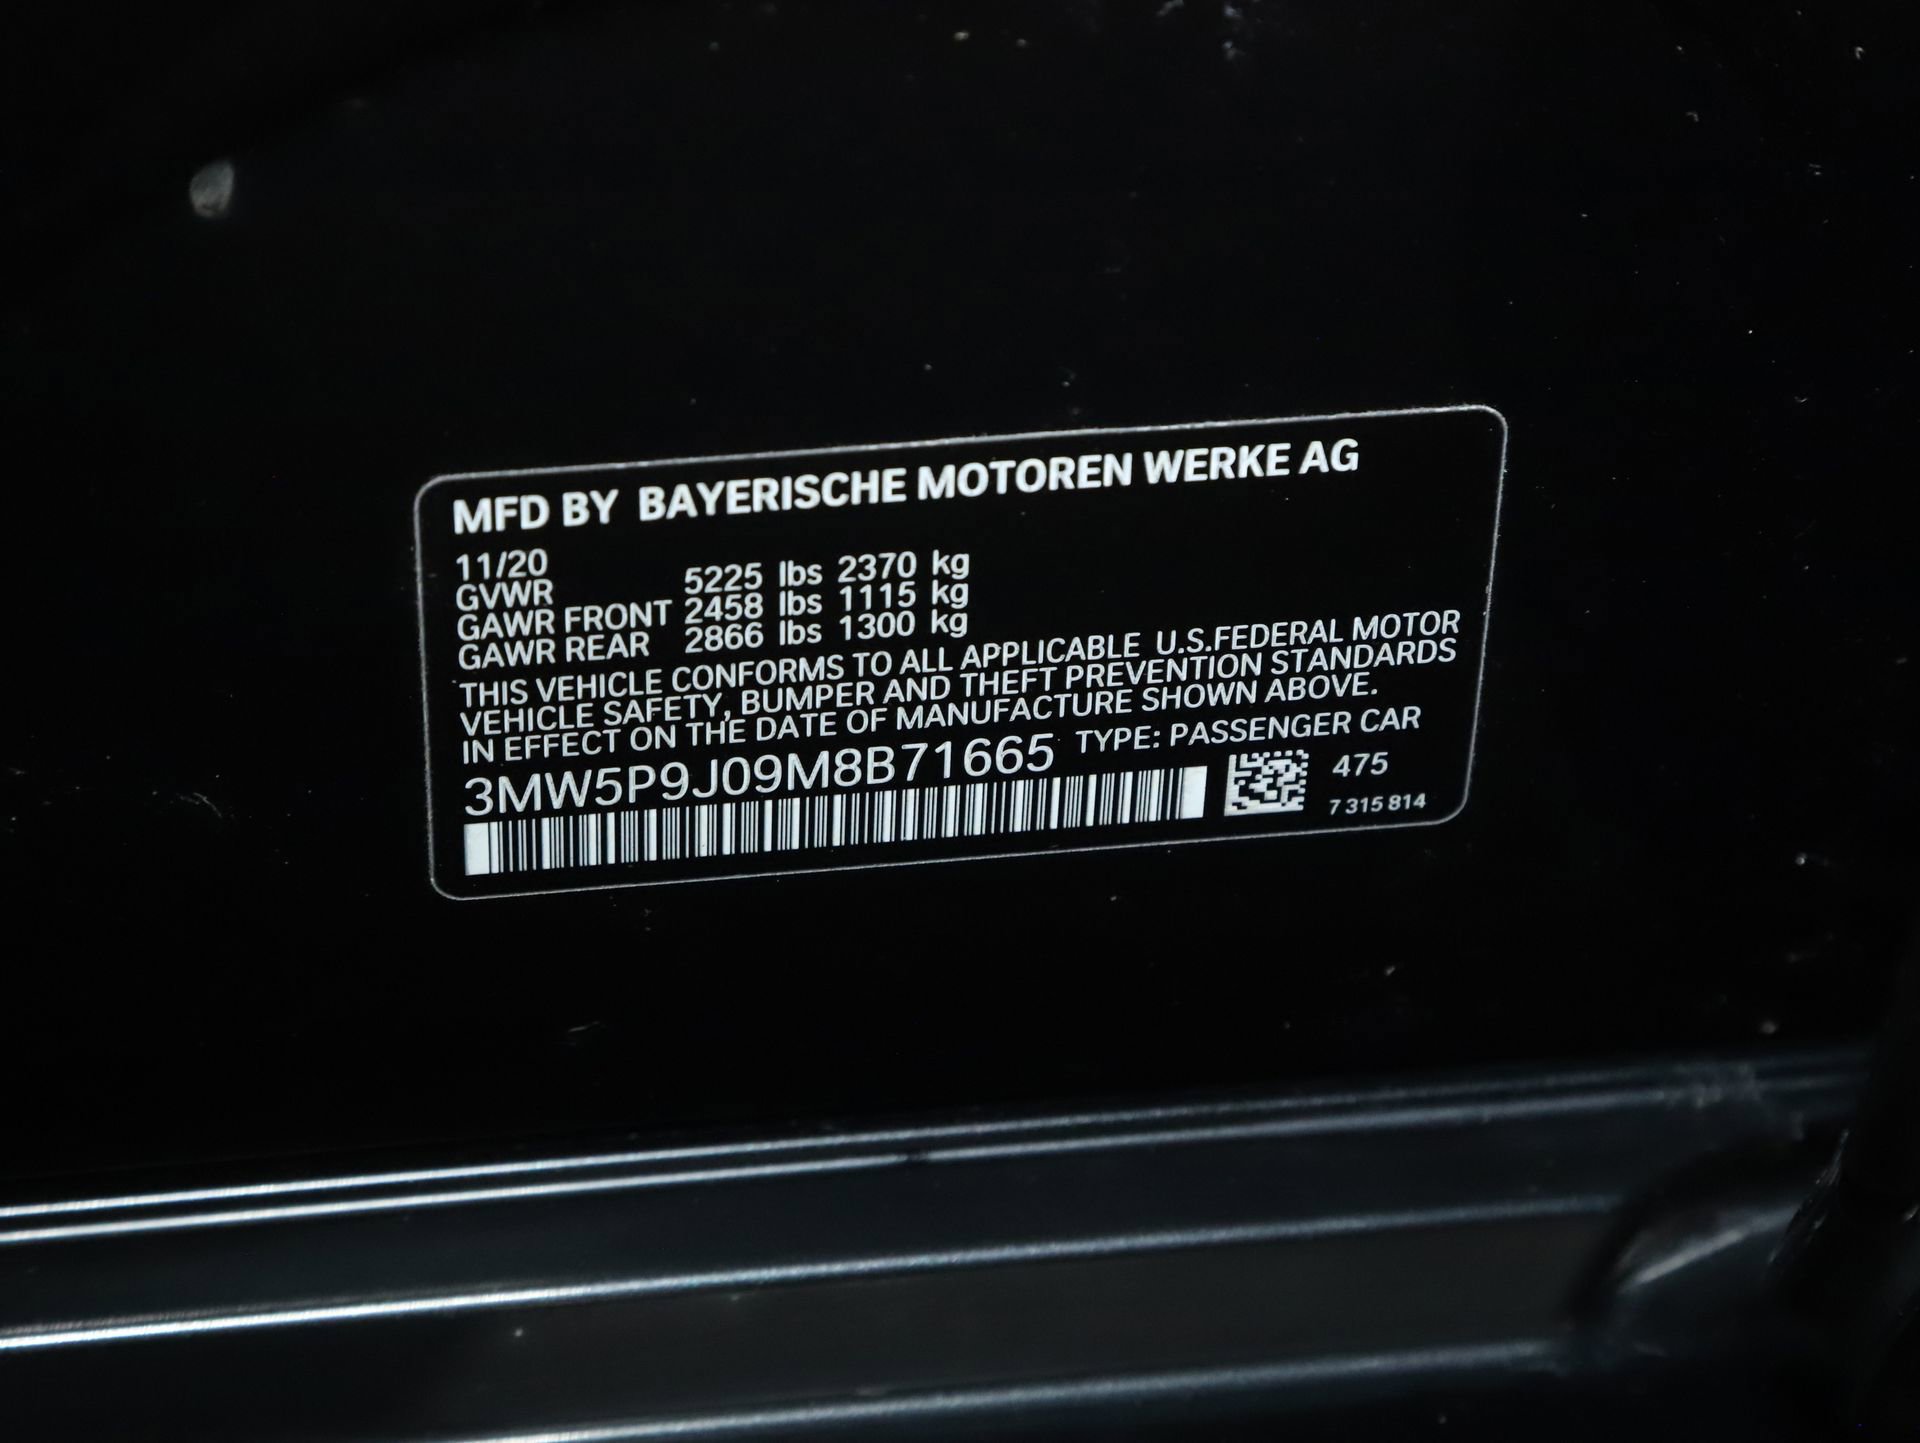 MFD BY BAYERISCHE MOTOREN WERKE AG
11/20
GVWR 5225 lbs 2370 kg
GAWR FRONT 2458 lbs 1115 kg
GAWR REAR 2866 lbs 1300 kg
THIS VEHICLE CONFORMS TO ALL APPLICABLE U.S.FEDERAL MOTOR
VEHICLE SAFETY, BUMPER AND THEFT PREVENTION STANDARDS
IN EFFECT ON THE DATE OF MANUFACTURE SHOWN ABOVE.
3MW5P9J09M8B71665 TYPE: PASSENGER CAR
475
7 315 814